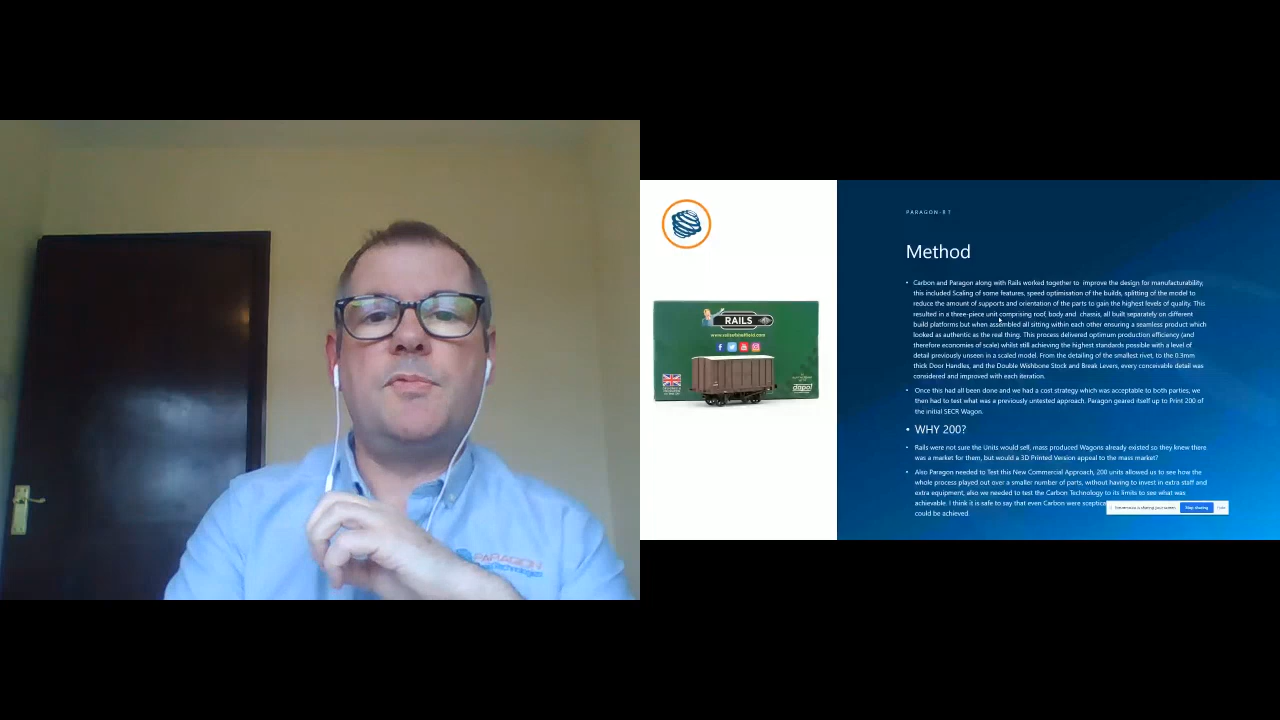 PARAGON
Technologies
RAILS
www.railsofsheffield.com
dapol
PARAGON-RT
Method
• Carbon and Paragon along with Rails worked together to improve the design for manufacturability,
this included Scaling of some features, speed optimisation of the builds, splitting of the model to
reduce the amount of supports and orientation of the parts to gain the highest levels of quality. This
resulted in a three-piece unit comprising roof, body and chassis, all built separately on different
build platforms but when assembled all sitting within each other ensuring a seamless product which
looked as authentic as the real thing. This process delivered optimum production efficiency (and
therefore economies of scale) whilst still achieving the highest standards possible with a level of
detail previously unseen in a scaled model. From the detailing of the smallest rivet, to the 0.3mm
thick Door Handles, and the Double Wishbone Stock and Break Levers, every conceivable detail was
considered and improved with each iteration.
• Once this had all been done and we had a cost strategy which was acceptable to both parties, we
then had to test what was a previously untested approach. Paragon geared itself up to Print 200 of
the initial SECR Wagon.
• WHY 200?
• Rails were not sure the Units would sell, mass produced Wagons already existed so they knew there
was a market for them, but would a 3D Printed Version appeal to the mass market?
• Also Paragon needed to Test this New Commercial Approach, 200 units allowed us to see how the
whole process played out over a smaller number of parts, without having to invest in extra staff and
extra equipment, also we needed to test the Carbon Technology to its limits to see what was
achievable. I think it is safe to say that even Carbon were
could be achieved.
is sharing your screen.
Stop sharing
Hide